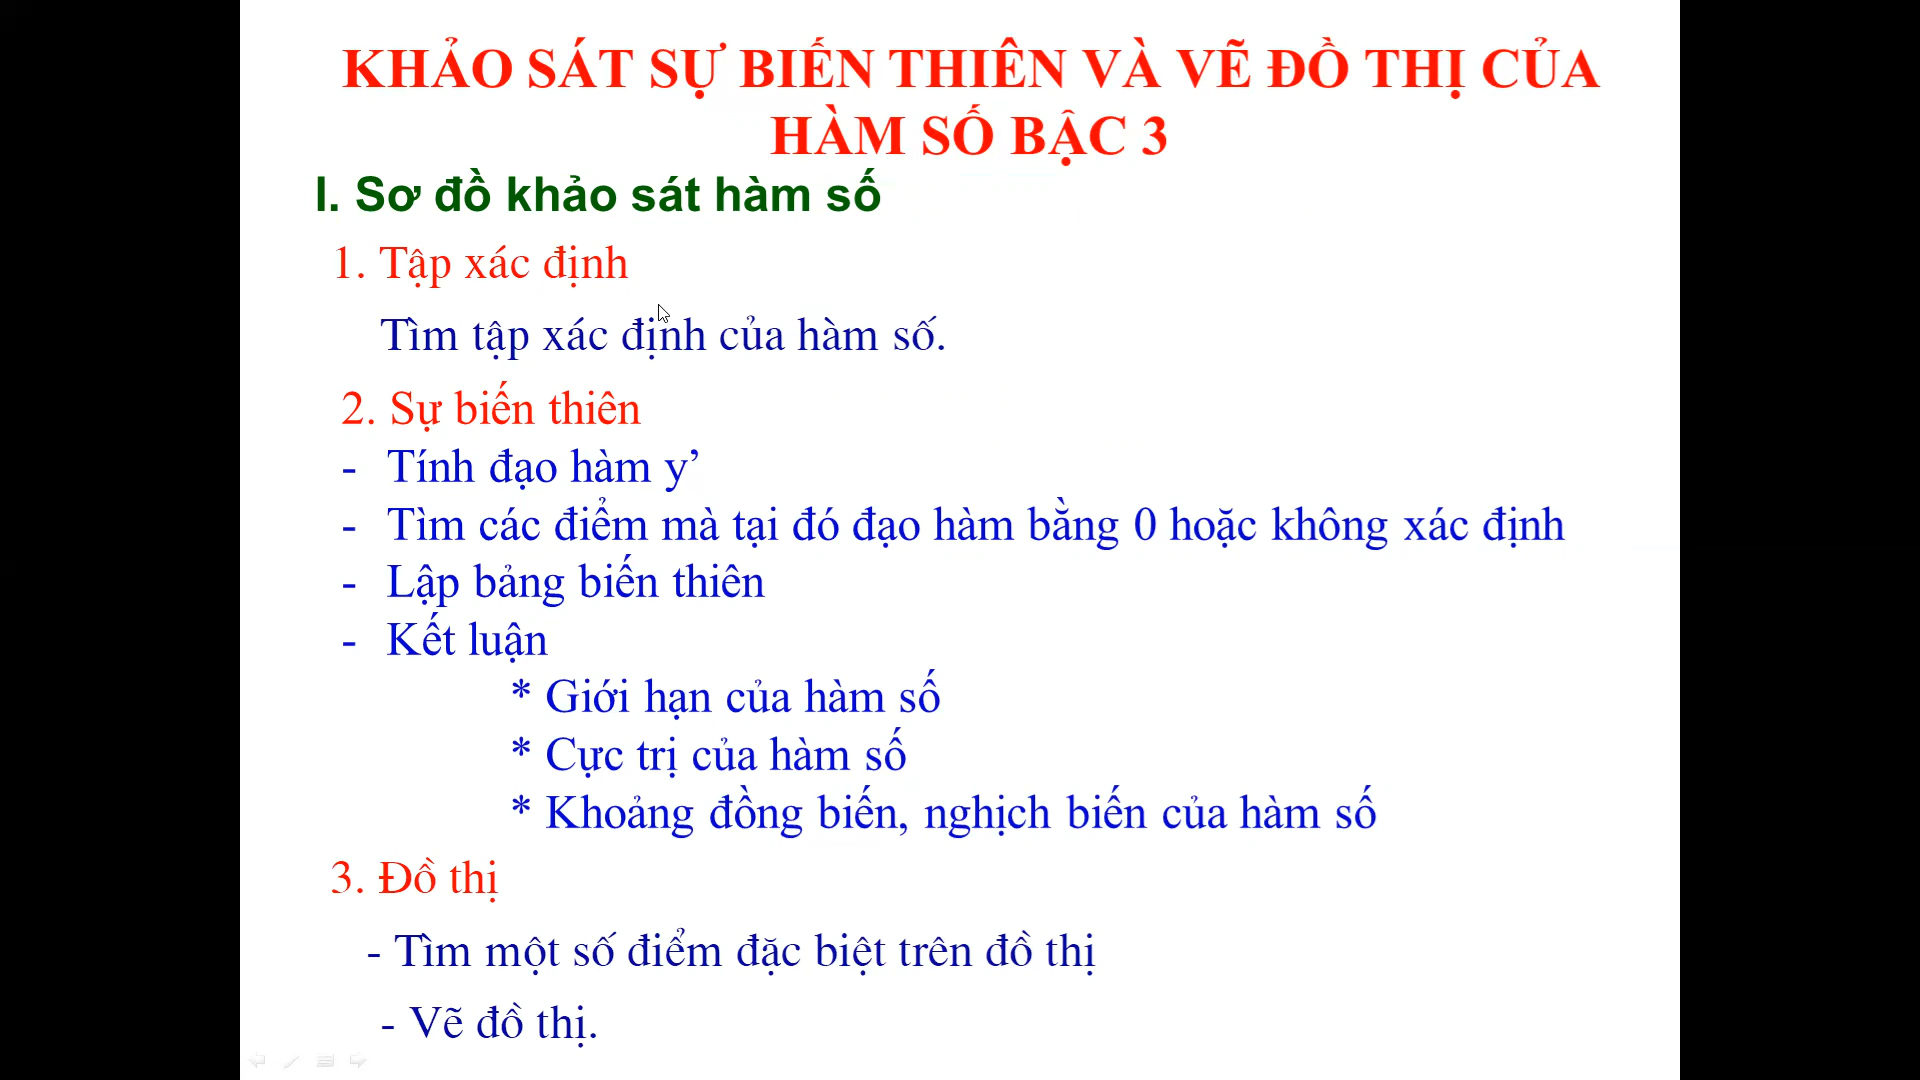 KHẢO SÁT SỰ BIẾN THIÊN VÀ VẼ ĐỒ THỊ CỦA
HÀM SỐ BẬC 3
I. Sơ đồ khảo sát hàm số
1. Tập xác định
Tìm tập xác định của hàm số.
2. Sự biến thiên
- Tính đạo hàm y’
- Tìm các điểm mà tại đó đạo hàm bằng 0 hoặc không xác định
- Lập bảng biến thiên
- Kết luận
* Giới hạn của hàm số
* Cực trị của hàm số
* Khoảng đồng biến, nghịch biến của hàm số
3. Đồ thị
- Tìm một số điểm đặc biệt trên đồ thị
- Vẽ đồ thị.